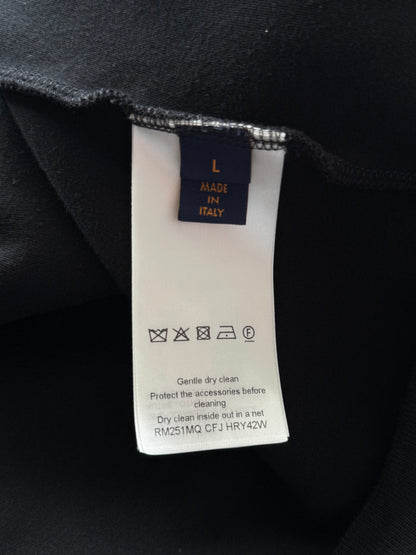 L
MADE
IN
ITALY
F
Gentle dry clean
Protect the accessories before
cleaning
Dry clean inside out in a net
RM251MQ CFJ HRY42W